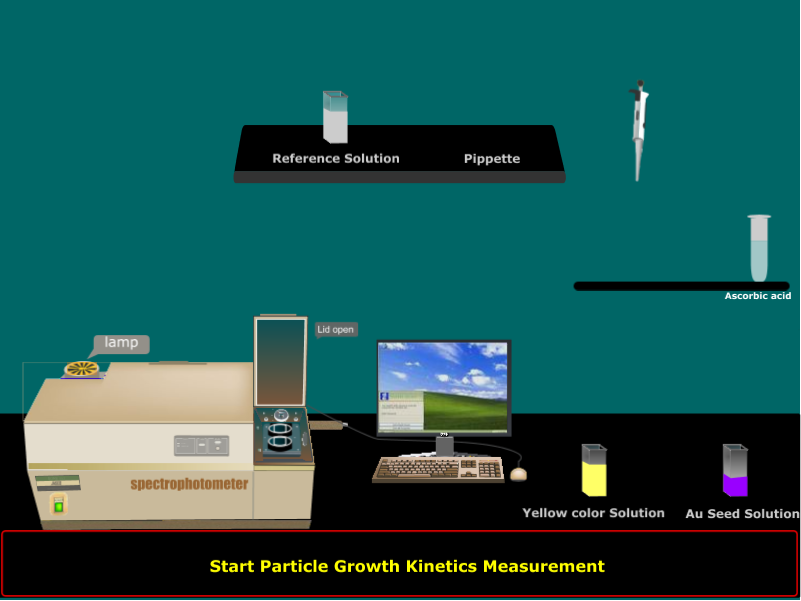 Reference Solution
Pippette
Ascorbic acid
Lid open
lamp
spectrophotometer
Yellow color Solution
Au Seed Solution
Start Particle Growth Kinetics Measurement